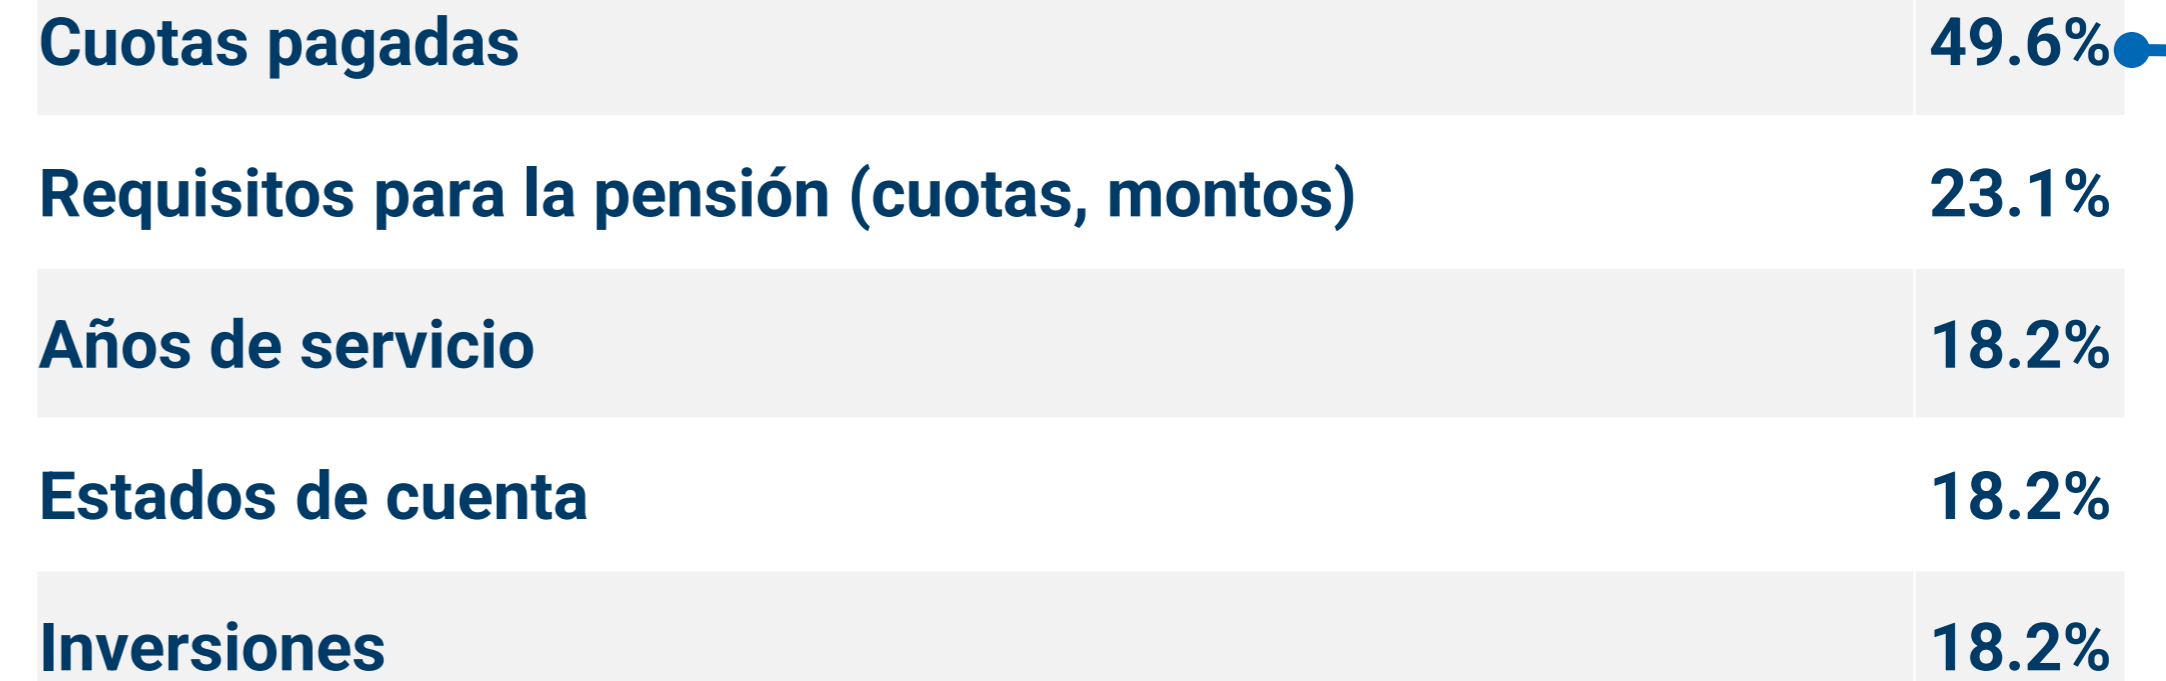 Cuotas pagadas 49.6%
Requisitos para la pensión (cuotas, montos) 23.1%
Años de servicio 18.2%
Estados de cuenta 18.2%
Inversiones 18.2%